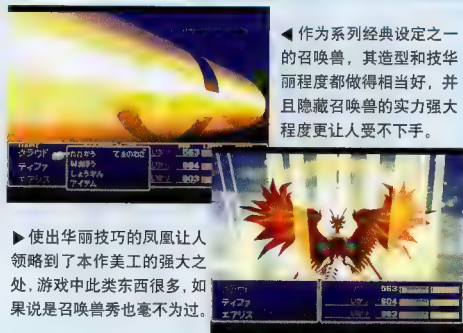 ◀ 作为系列经典设定之一
的召唤兽，其造型和技华
丽程度都做得相当好，并
且隐藏召唤兽的实力强大
程度更让人受不下手。
クラウド
ティファ
エアリス
たたかう
てきのわざ
まほう
しょうかん
アイテム
563
804
603
▶ 使出华丽技巧的凤凰让人
领略到了本作美工的强大之
处，游戏中此类东西很多，如
果说是召唤兽秀也毫不为过。
ティファ
エアリス
563
804